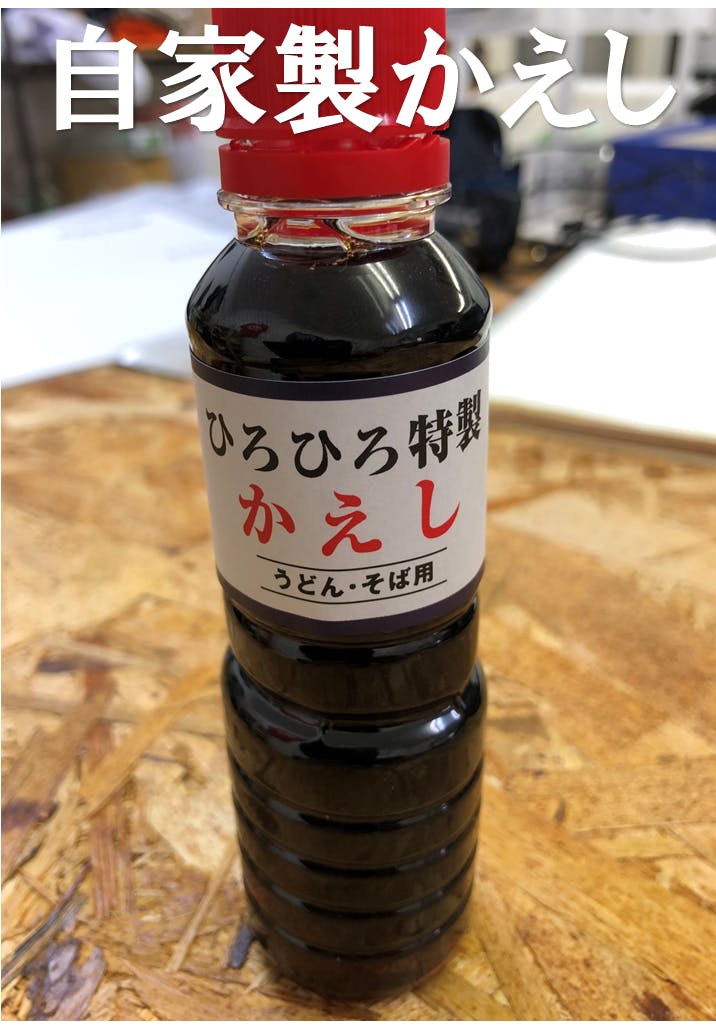 自家製かえし
ひろひろ特製
かえし
うどん・そば用